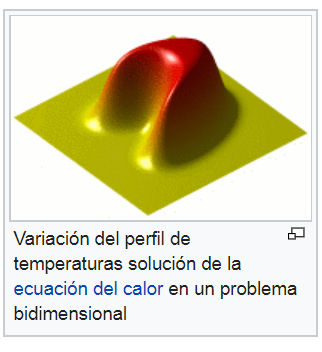 Variación del perfil de
temperaturas solución de la
ecuación del calor en un problema
bidimensional